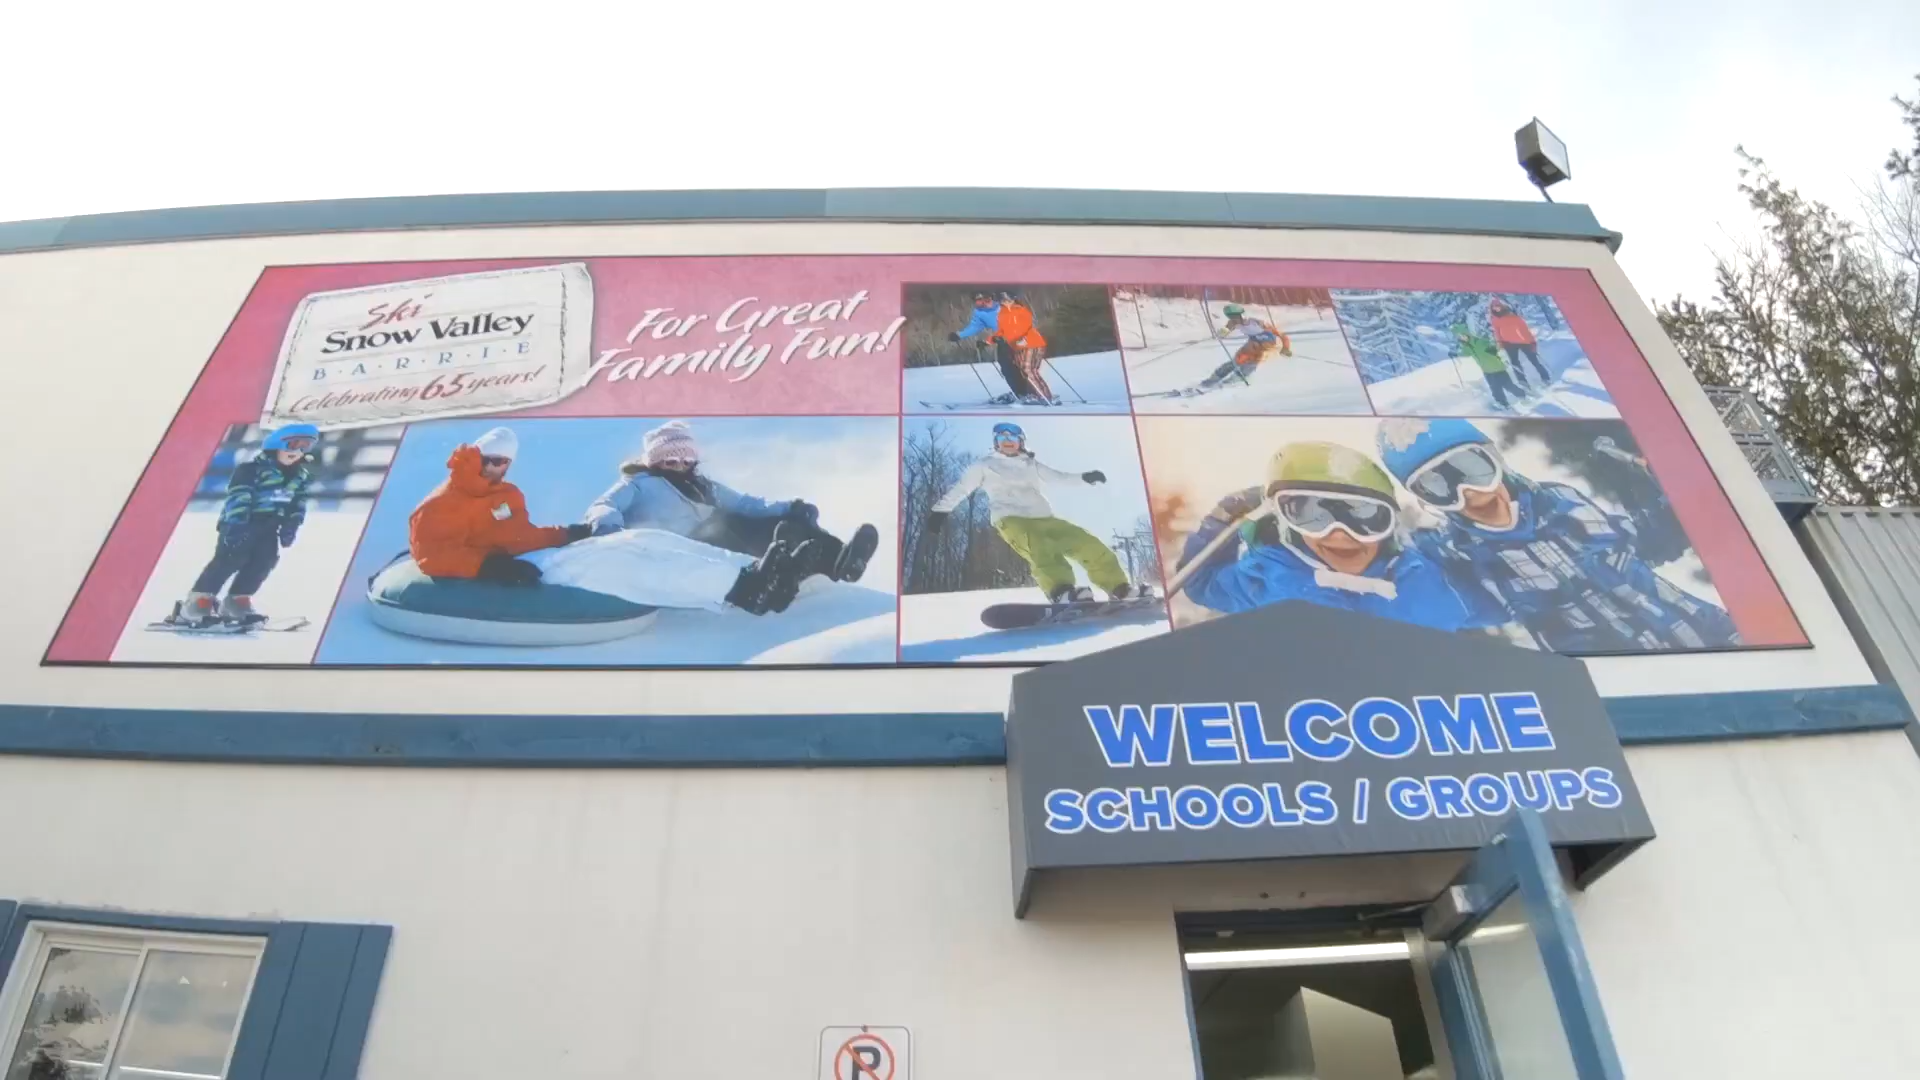 Ski
Snow Valley
B·A·R·R·I·E
Celebrating 65 years!
For Great
Family Fun!
WELCOME
SCHOOLS / GROUPS
P